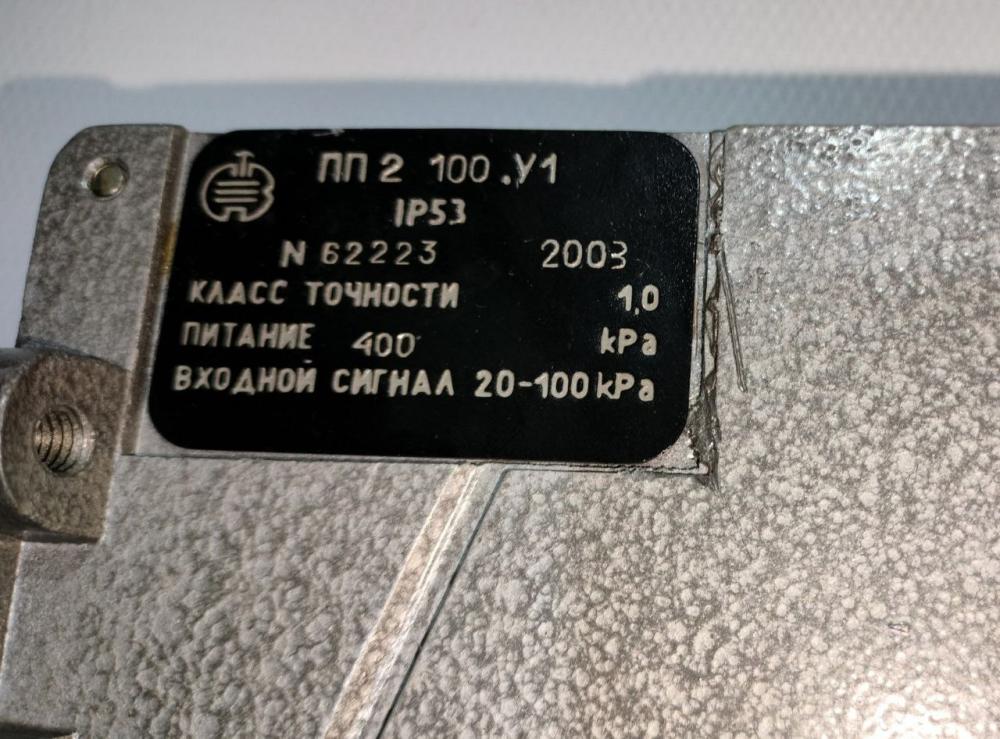 ПП 2 100.У1
IP53
N 62223 2003
КЛАСС ТОЧНОСТИ 1,0
ПИТАНИЕ 400 kPa
ВХОДНОЙ СИГНАЛ 20-100 kPa